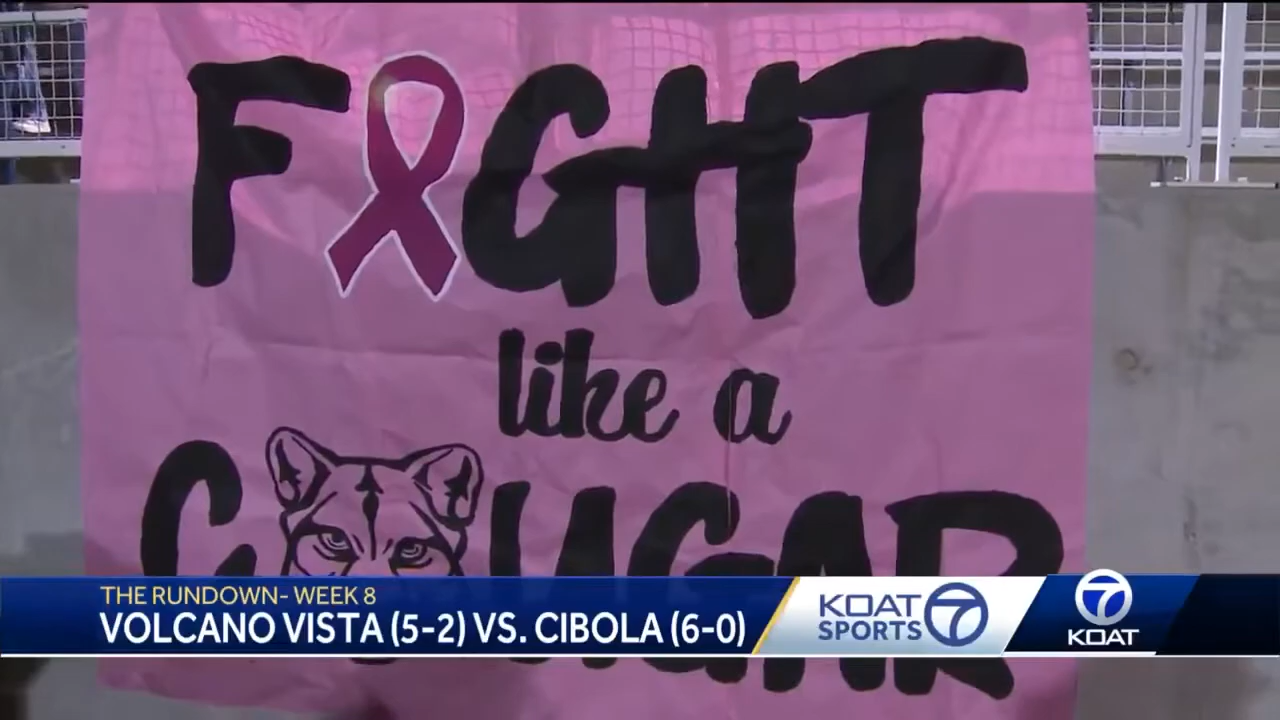 FIGHT
like a
COUGAR
THE RUNDOWN- WEEK 8
VOLCANO VISTA (5-2) VS. CIBOLA (6-0)
KOAT
SPORTS 7
7
KOAT